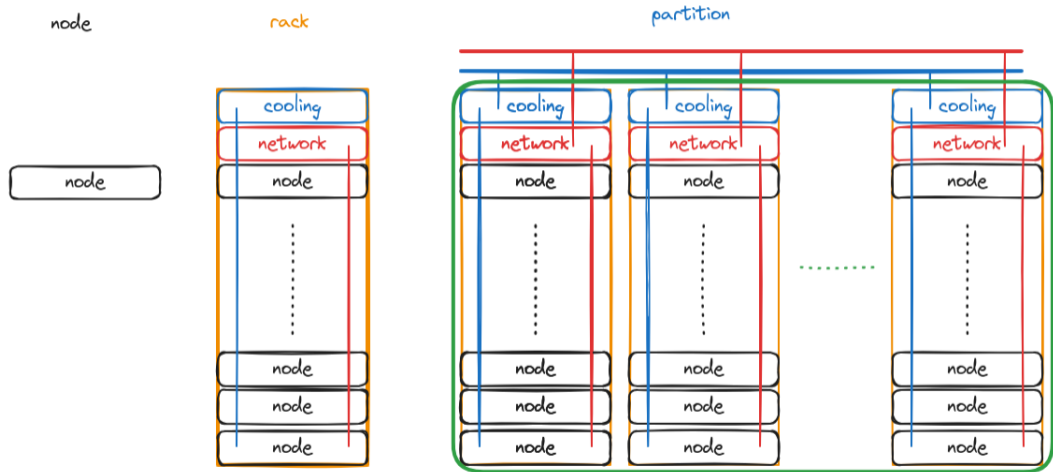 node rack partition
cooling cooling cooling cooling
network network network network
node node node node node
node node node node
node node node node
node node node node